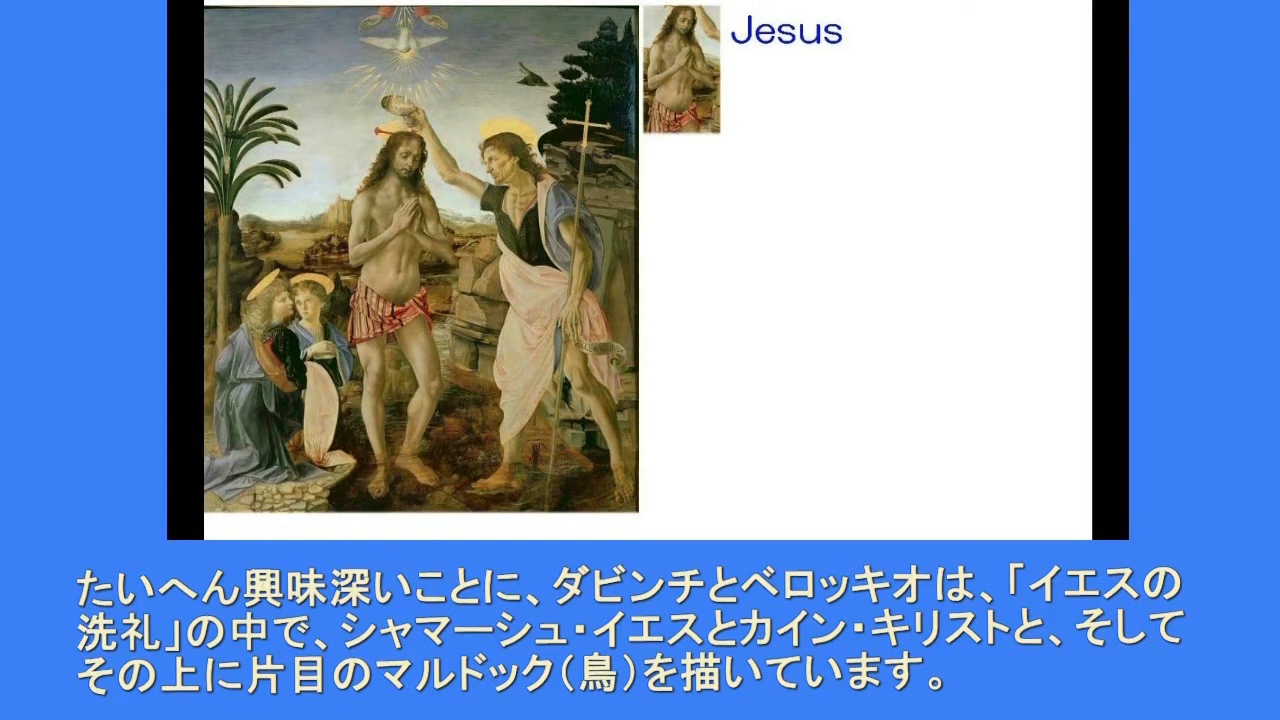 Jesus
たいへん興味深いことに、ダビンチとベロッキオは、「イエスの
洗礼」の中で、シャマーシュ・イエスとカイン・キリストと、そして
その上に片目のマルドック（鳥）を描いています。